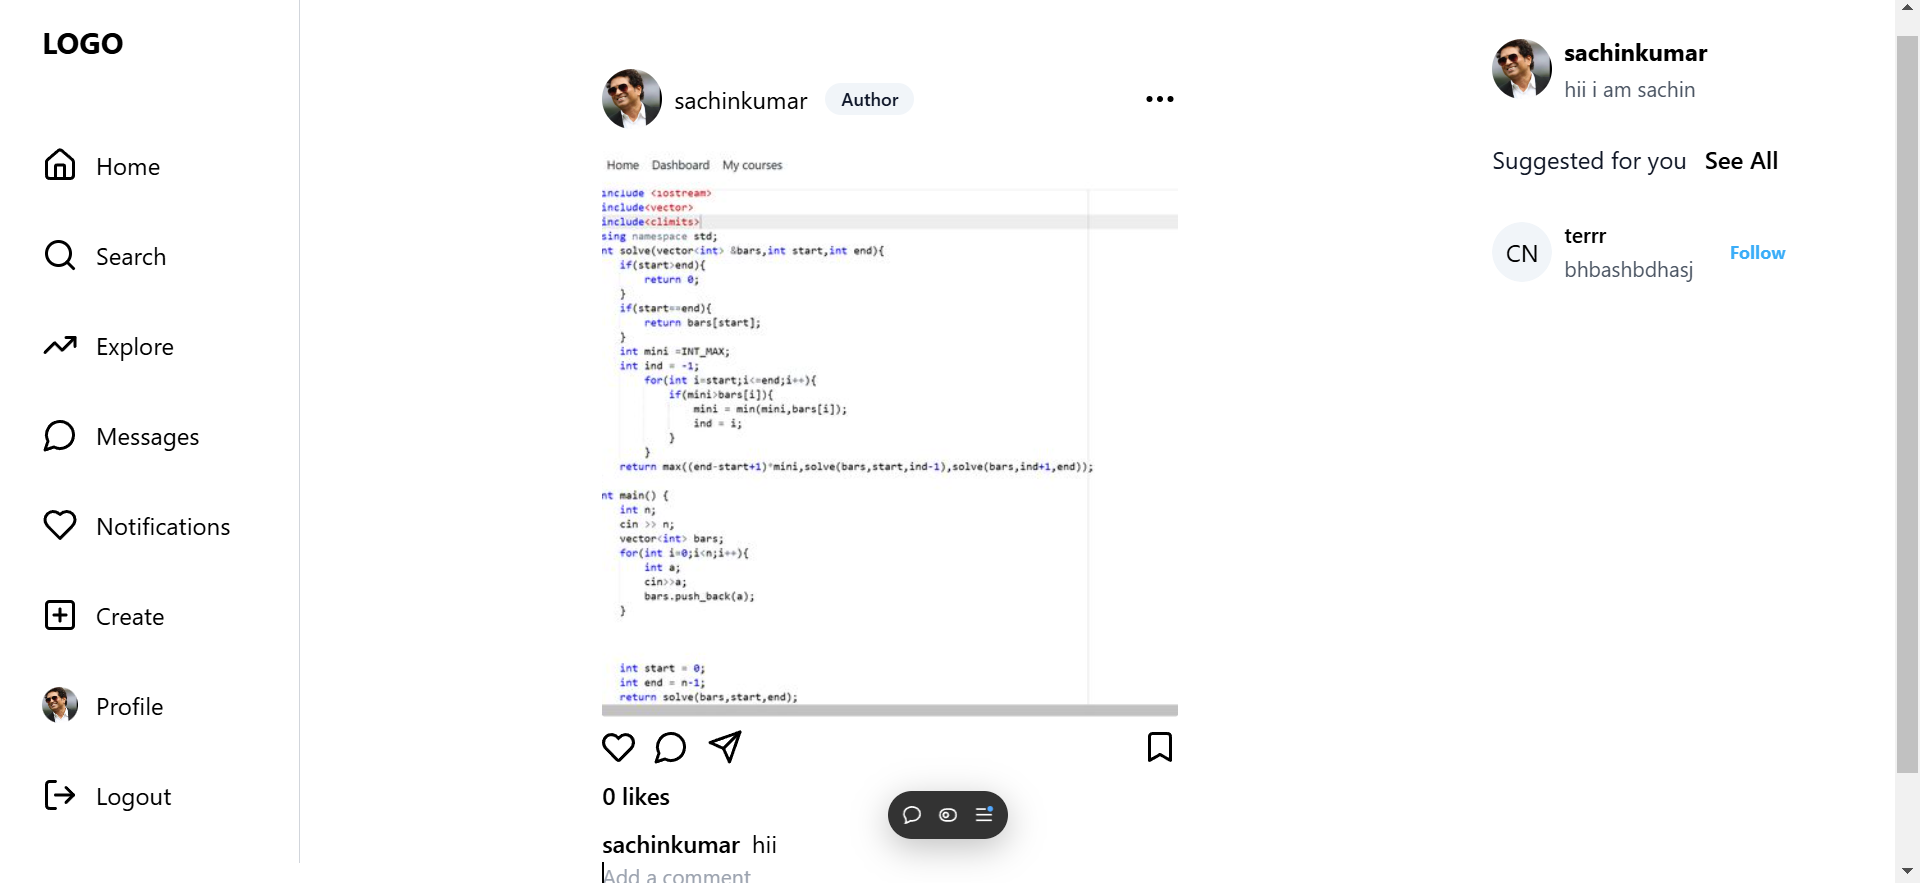 LOGO
Home
Search
Explore
Messages
Notifications
Create
Profile
Logout
sachinkumar Author
Home Dashboard My courses
include <iostream>
include<vector>
include<climits>
sing namespace std;
nt solve(vector<int> &bars,int start,int end){
if(start>end){
return 0;
}
if(start==end){
return bars[start];
}
int mini =INT_MAX;
int ind = -1;
for(int i=start;i<=end;i++){
if(mini>bars[i]){
mini = min(mini,bars[i]);
ind = i;
}
}
return max((end-start+1)*mini,solve(bars,start,ind-1),solve(bars,ind+1,end));
nt main() {
int n;
cin >> n;
vector<int> bars;
for(int i=0;i<n;i++){
int a;
cin>>a;
bars.push_back(a);
}
int start = 0;
int end = n-1;
return solve(bars,start,end);
0 likes
sachinkumar hii
Add a comment
sachinkumar
hii i am sachin
Suggested for you See All
CN
terrr
bhbashbdhasj
Follow